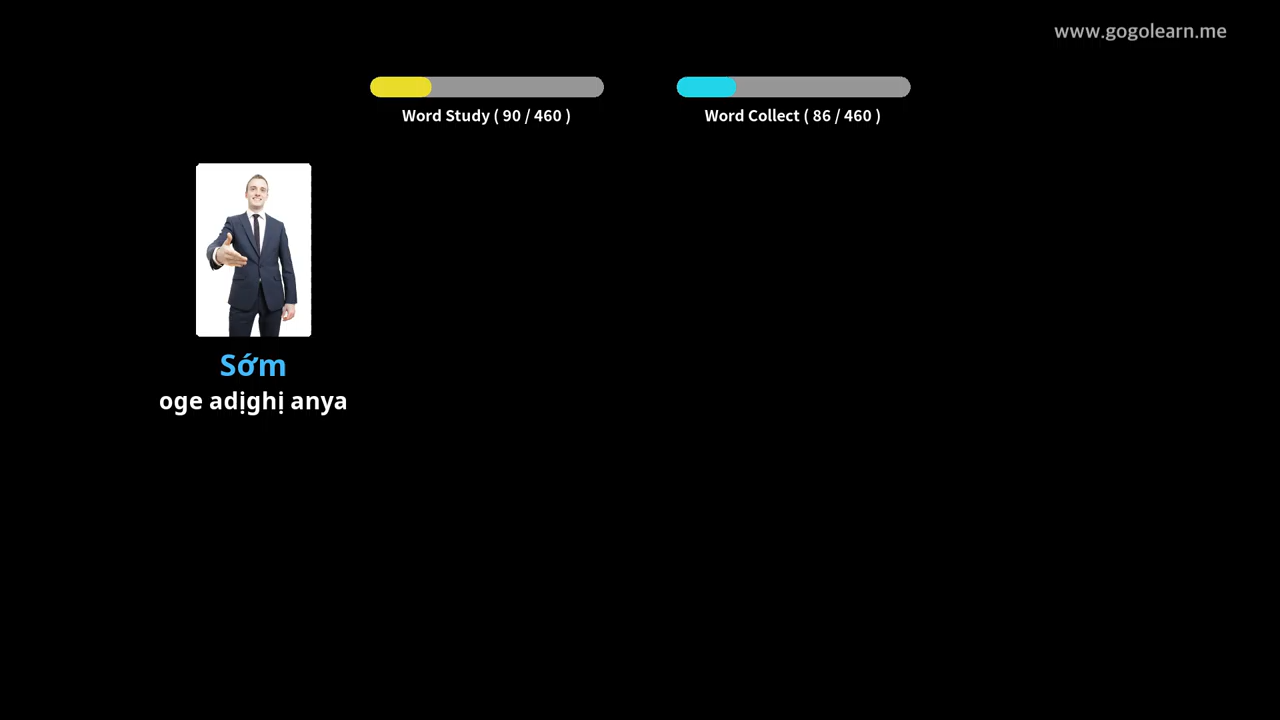 www.gogolearn.me
Word Study ( 90 / 460 )
Word Collect ( 86 / 460 )
Sớm
oge adịghị anya